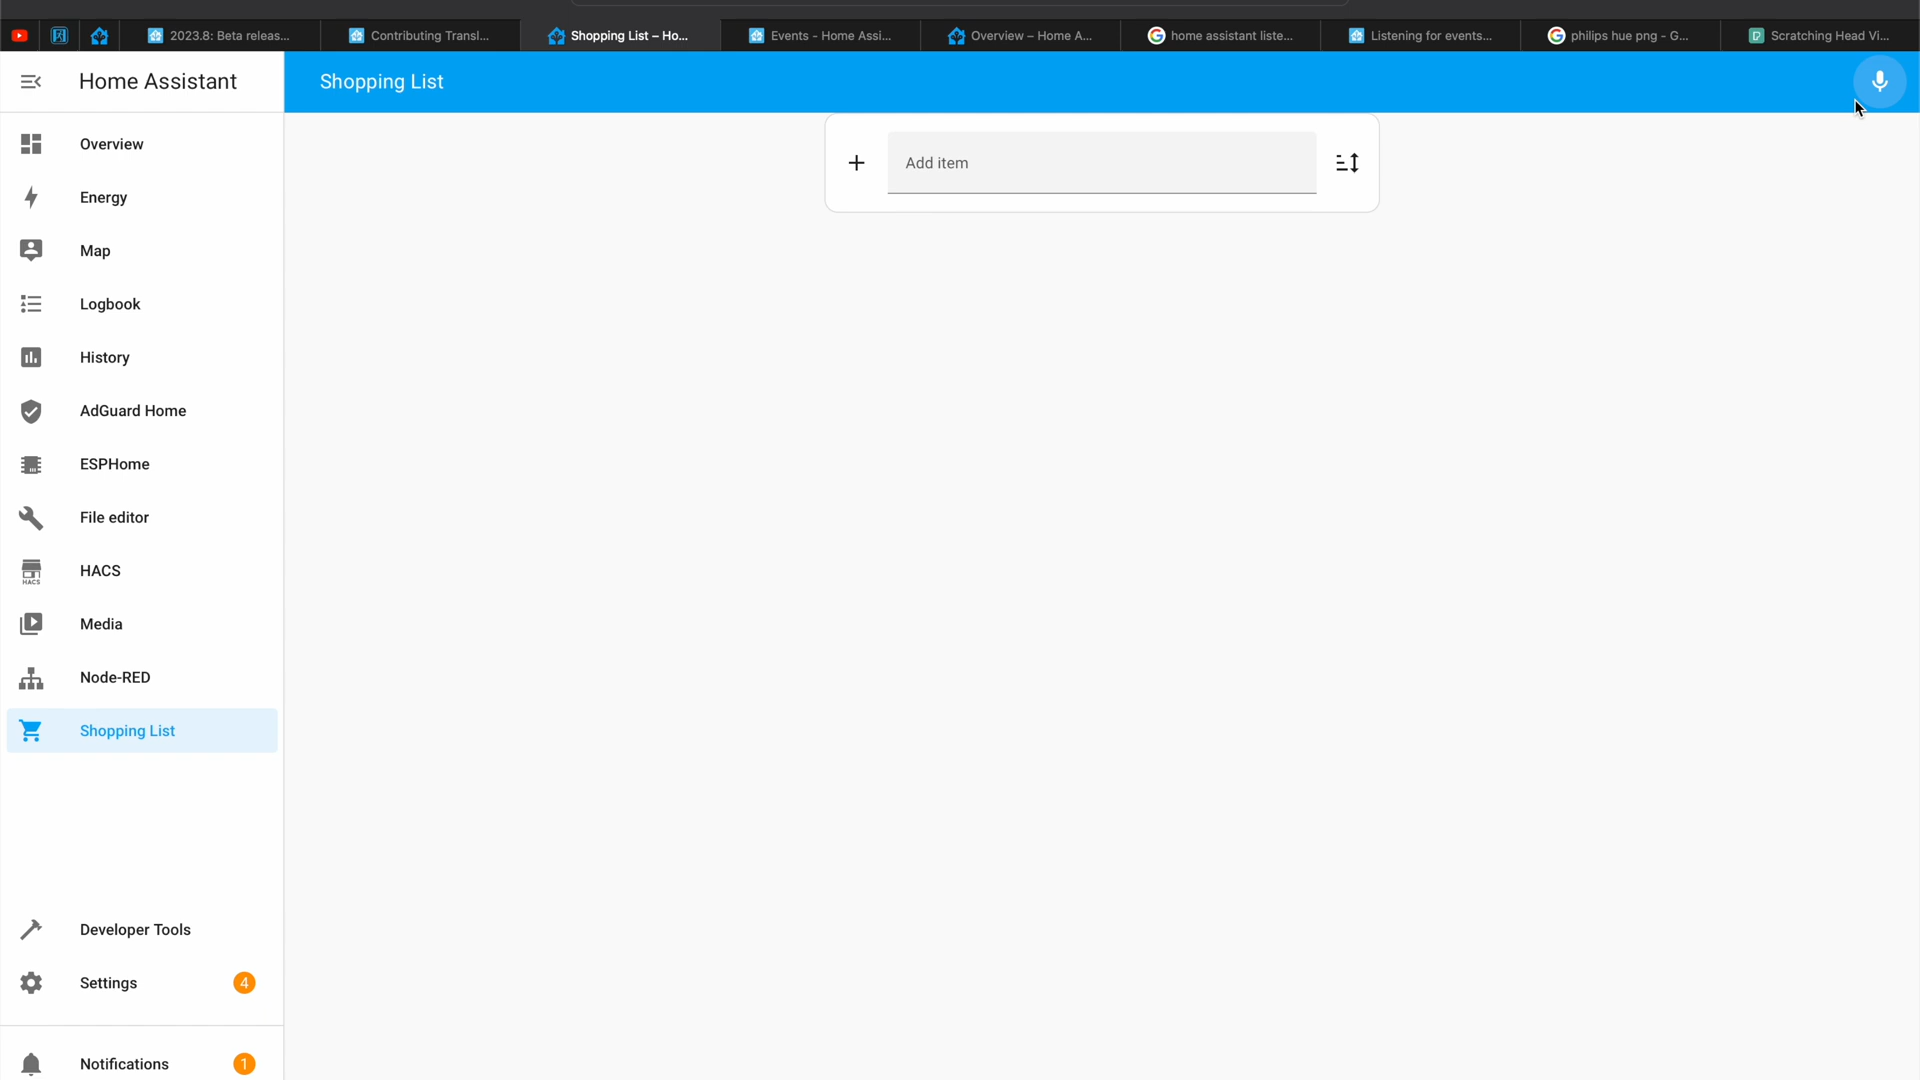 2023.8: Beta releas...
Contributing Transl...
Shopping List – Ho...
Events - Home Assi...
Overview – Home A...
home assistant liste...
Listening for events...
philips hue png - G...
Scratching Head Vi...
Home Assistant
Shopping List
Overview
Add item
Energy
Map
Logbook
History
AdGuard Home
ESPHome
File editor
HACS
HACS
Media
Node-RED
Shopping List
Developer Tools
Settings 4
Notifications 1